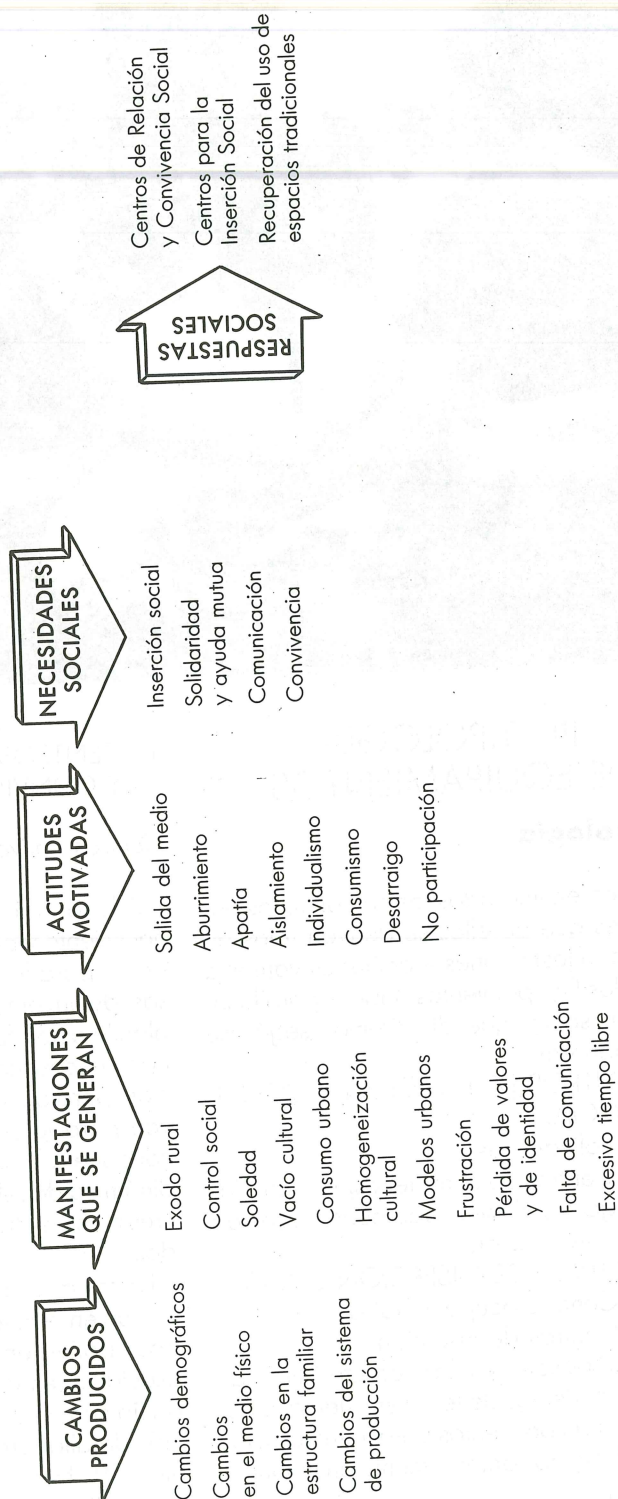 CAMBIOS
PRODUCIDOS
Cambios demográficos
Cambios
en el medio físico
Cambios en la
estructura familiar
Cambios del sistema
de producción
MANIFESTACIONES
QUE SE GENERAN
Exodo rural
Control social
Soledad
Vacío cultural
Consumo urbano
Homogeneización
cultural
Modelos urbanos
Frustración
Pérdida de valores
y de identidad
Falta de comunicación
Excesivo tiempo libre
ACTITUDES
MOTIVADAS
Salida del medio
Aburrimiento
Apatía
Aislamiento
Individualismo
Consumismo
Desarraigo
No participación
NECESIDADES
SOCIALES
Inserción social
Solidaridad
y ayuda mutua
Comunicación
Convivencia
RESPUESTAS
SOCIALES
Centros de Relación
y Convivencia Social
Centros para la
Inserción Social
Recuperación del uso de
espacios tradicionales